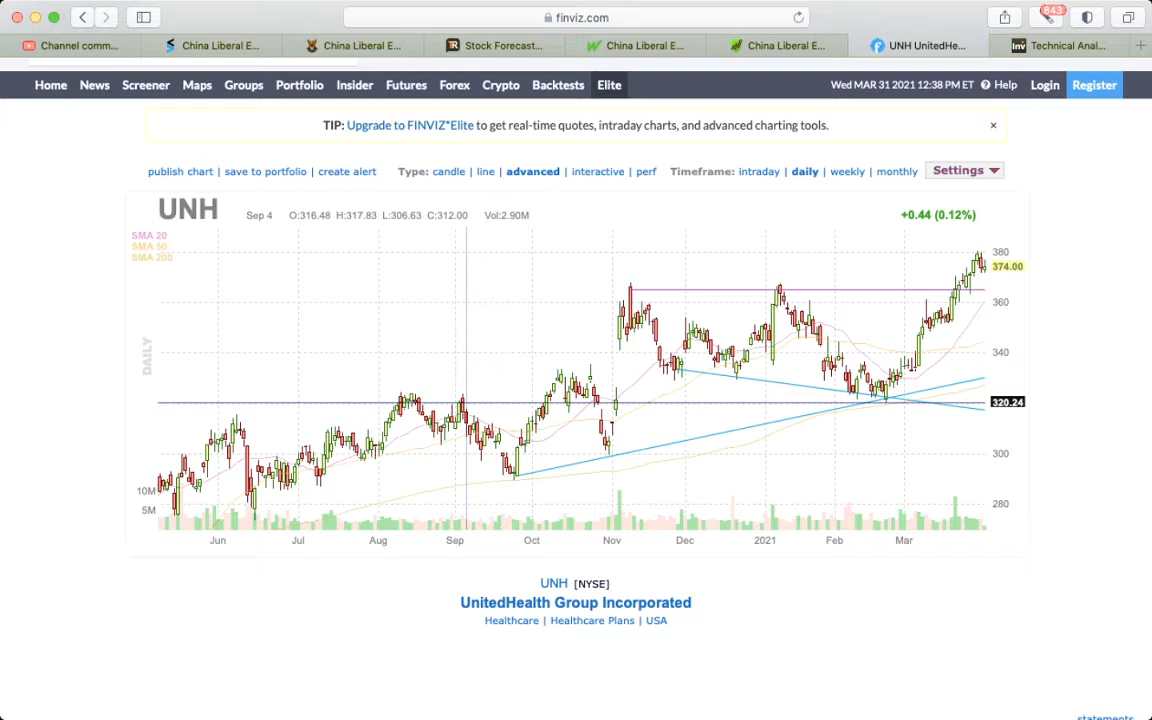 finviz.com
843
Channel comm...
China Liberal E...
China Liberal E...
Stock Forecast...
China Liberal E...
China Liberal E...
UNH UnitedHe...
Inv Technical Anal...
Home News Screener Maps Groups Portfolio Insider Futures Forex Crypto Backtests Elite Wed MAR 31 2021 12:38 PM ET Help Login Register
TIP: Upgrade to FINVIZ*Elite to get real-time quotes, intraday charts, and advanced charting tools. ×
publish chart | save to portfolio | create alert Type: candle | line | advanced | interactive | perf Timeframe: intraday | daily | weekly | monthly Settings
UNH Sep 4 O:316.48 H:317.83 L:306.63 C:312.00 Vol:2.90M +0.44 (0.12%)
SMA 20
SMA 50
SMA 200
380
374.00
360
340
DAILY
320.24
300
10M
280
5M
Jun Jul Aug Sep Oct Nov Dec 2021 Feb Mar
UNH [NYSE]
UnitedHealth Group Incorporated
Healthcare | Healthcare Plans | USA
statements